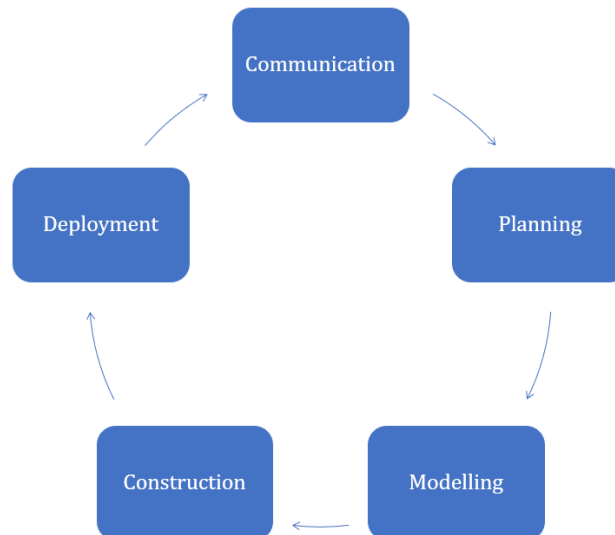 Communication
Planning
Modelling
Construction
Deployment